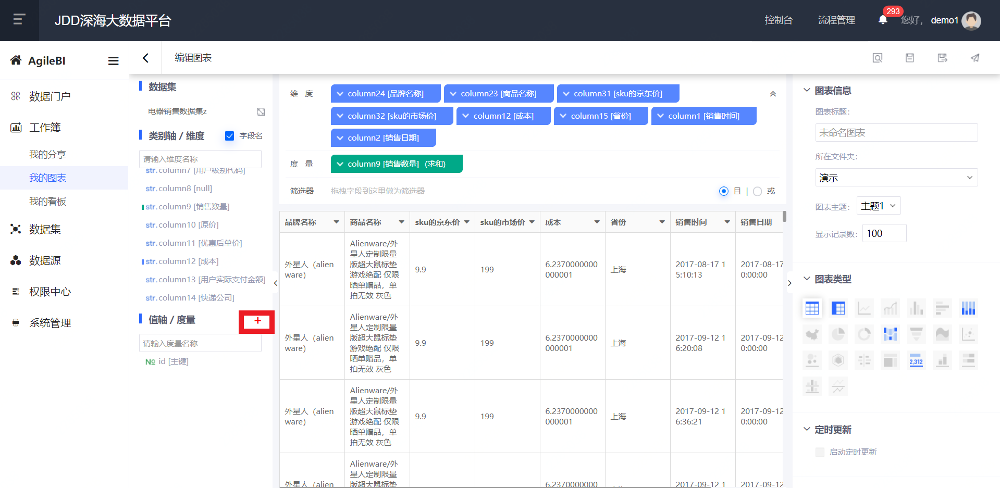 JDD深海大数据平台
控制台
流程管理
293
您好,
demo1
AgileBI
数据门户
工作簿
我的分享
我的图表
我的看板
数据集
数据源
权限中心
系统管理
编辑图表
数据集
电器销售数据集z
类别轴 / 维度
字段名
请输入维度名称
str. column7 [用户级别代码]
str. column8 [null]
str. column9 [销售数量]
str. column10 [原价]
str. column11 [优惠后单价]
str. column12 [成本]
str. column13 [用户实际支付金额]
str. column14 [快递公司]
值轴 / 度量
+
请输入度量名称
№ id [主键]
维 度
column24 [品牌名称]
column23 [商品名称]
column31 [sku的京东价]
column32 [sku的市场价]
column12 [成本]
column15 [省份]
column1 [销售时间]
column2 [销售日期]
度 量
column9 [销售数量] (求和)
筛选器
拖拽字段到这里做为筛选器
且 | 或
品牌名称 商品名称 sku的京东价 sku的市场价 成本 省份 销售时间 销售日期
外星人（alien
ware）
Alienware/外
星人定制限量
版超大鼠标垫
游戏绝配 仅限
晒单赠品，单
拍无效 灰色
9.9
199
6.2370000000
000001
上海
2017-08-17 1
5:10:13
2017-08-17
0:00:00
外星人（alien
ware）
Alienware/外
星人定制限量
版超大鼠标垫
游戏绝配 仅限
晒单赠品，单
拍无效 灰色
9.9
199
6.2370000000
000001
上海
2017-09-12 1
6:20:08
2017-09-12
0:00:00
外星人（alien
ware）
Alienware/外
星人定制限量
版超大鼠标垫
游戏绝配 仅限
晒单赠品，单
拍无效 灰色
9.9
199
6.2370000000
000001
上海
2017-09-12 1
6:36:21
2017-09-12
0:00:00
外星人（alien
Alienware/外
星人定制限量
版超大鼠标垫
6.2370000000
2017-09-12 1
2017-09-12
图表信息
图表标题:
未命名图表
所在文件夹:
演示
图表主题:
主题1
显示记录数:
100
图表类型
2,312
定时更新
启动定时更新